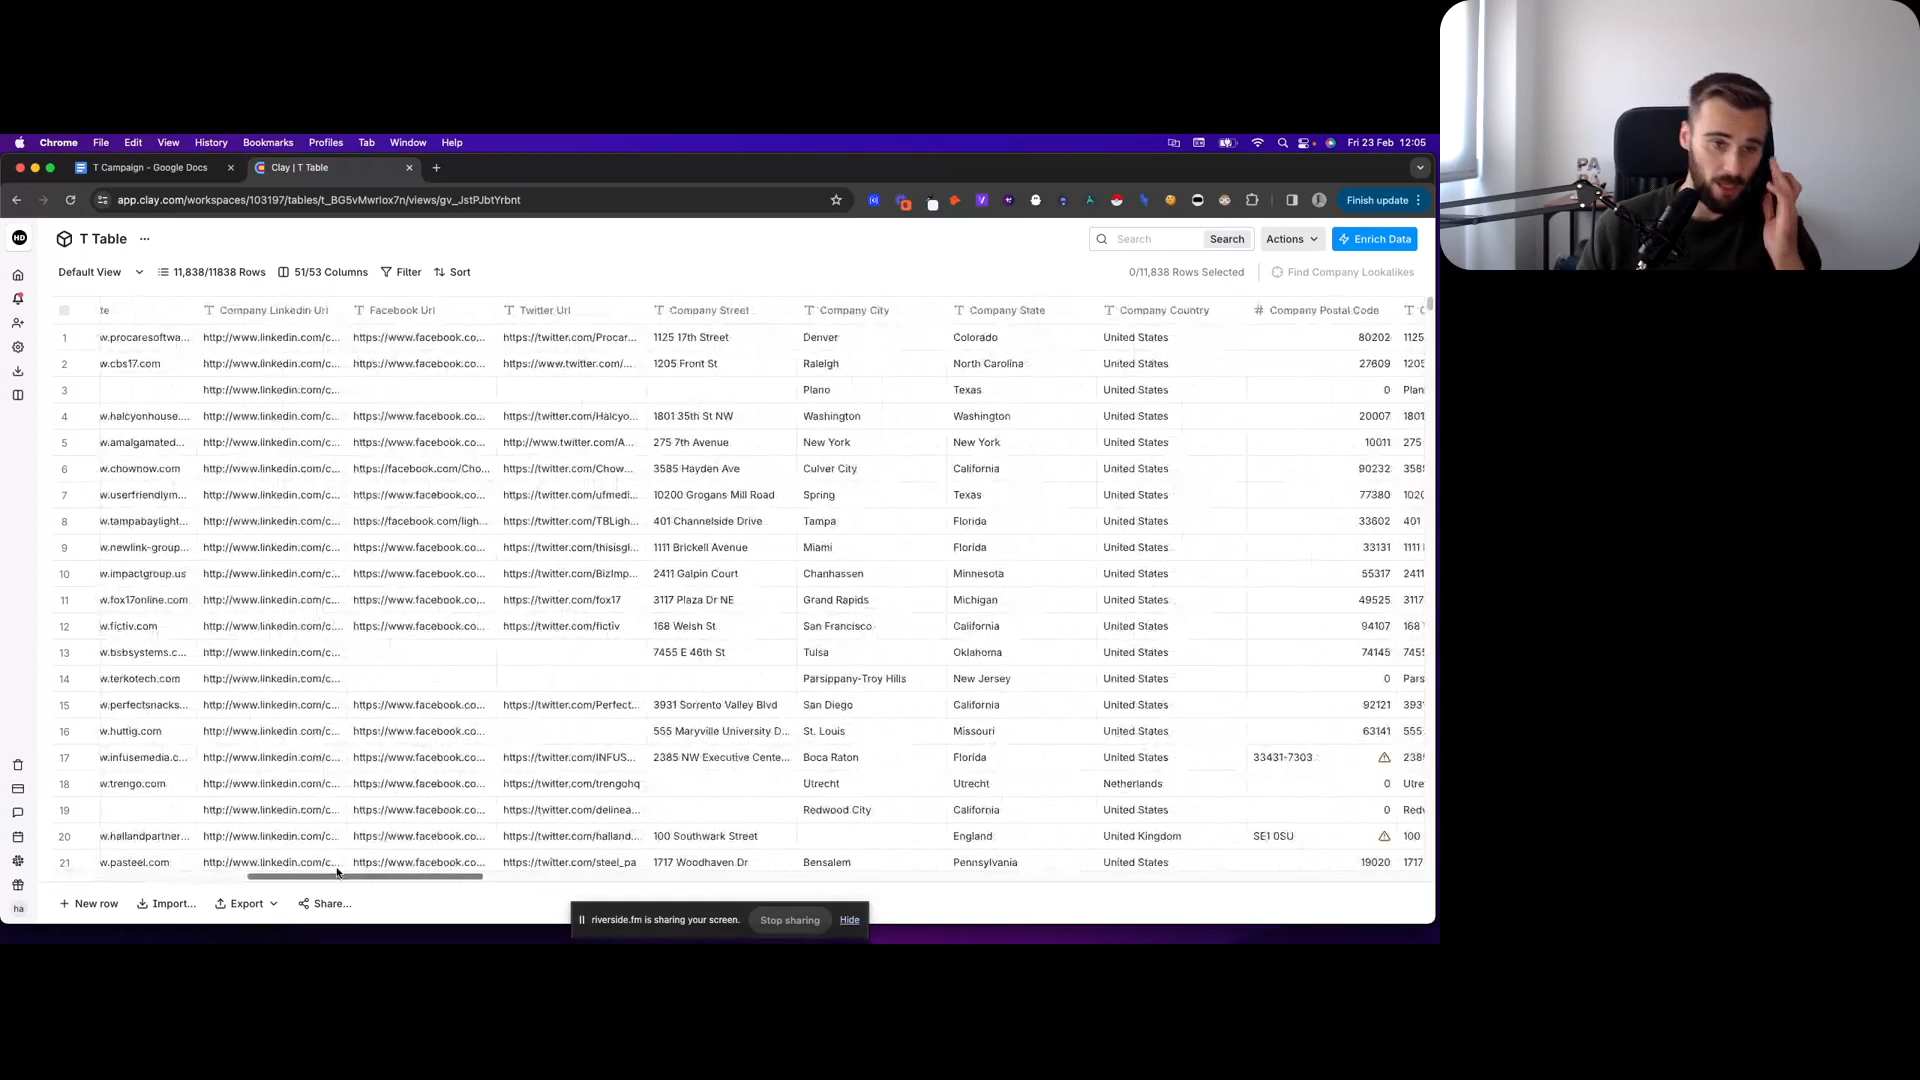 Chrome File Edit View History Bookmarks Profiles Tab Window Help Fri 23 Feb 12:05
T Campaign - Google Docs Clay | T Table
app.clay.com/workspaces/103197/tables/t_BG5vMwrIox7n/views/gv_JstPJbtYrbnt Finish update
HD T Table ... Search Search Actions Enrich Data
Default View 11,838/11838 Rows 51/53 Columns Filter Sort 0/11,838 Rows Selected Find Company Lookalikes
te Company Linkedin Url Facebook Url Twitter Url Company Street Company City Company State Company Country # Company Postal Code
1 w.procaresoftwa... http://www.linkedin.com/c... https://www.facebook.co... https://twitter.com/Procar... 1125 17th Street Denver Colorado United States 80202 1125
2 w.cbs17.com http://www.linkedin.com/c... https://www.facebook.co... https://www.twitter.com/... 1205 Front St Raleigh North Carolina United States 27609 1205
3 http://www.linkedin.com/c... Plano Texas United States 0 Plan
4 w.halcyonhouse.... http://www.linkedin.com/c... https://www.facebook.co... https://twitter.com/Halcyo... 1801 35th St NW Washington Washington United States 20007 1801
5 w.amalgamated... http://www.linkedin.com/c... https://www.facebook.co... http://www.twitter.com/A... 275 7th Avenue New York New York United States 10011 275
6 w.chownow.com http://www.linkedin.com/c... https://facebook.com/Cho... https://twitter.com/Chow... 3585 Hayden Ave Culver City California United States 90232 358
7 w.userfriendlym... http://www.linkedin.com/c... https://www.facebook.co... https://twitter.com/ufmedi... 10200 Grogans Mill Road Spring Texas United States 77380 1020
8 w.tampabaylight... http://www.linkedin.com/c... https://facebook.com/ligh... https://twitter.com/TBLigh... 401 Channelside Drive Tampa Florida United States 33602 401
9 w.newlink-group... http://www.linkedin.com/c... https://www.facebook.co... https://twitter.com/thisisgl... 1111 Brickell Avenue Miami Florida United States 33131 1111
10 w.impactgroup.us http://www.linkedin.com/c... https://www.facebook.co... https://twitter.com/BizImp... 2411 Galpin Court Chanhassen Minnesota United States 55317 2411
11 w.fox17online.com http://www.linkedin.com/c... https://www.facebook.co... https://twitter.com/fox17 3117 Plaza Dr NE Grand Rapids Michigan United States 49525 3117
12 w.fictiv.com http://www.linkedin.com/c... https://www.facebook.co... https://twitter.com/fictiv 168 Welsh St San Francisco California United States 94107 168
13 w.bsbsystems.c... http://www.linkedin.com/c... 7455 E 46th St Tulsa Oklahoma United States 74145 7455
14 w.terkotech.com http://www.linkedin.com/c... Parsippany-Troy Hills New Jersey United States 0 Pars
15 w.perfectsnacks... http://www.linkedin.com/c... https://www.facebook.co... https://twitter.com/Perfect... 3931 Sorrento Valley Blvd San Diego California United States 92121 393
16 w.huttig.com http://www.linkedin.com/c... https://www.facebook.co... 555 Maryville University D... St. Louis Missouri United States 63141 555
17 w.infusemedia.c... http://www.linkedin.com/c... https://www.facebook.co... https://twitter.com/INFUS... 2385 NW Executive Cente... Boca Raton Florida United States 33431-7303 238
18 w.trengo.com http://www.linkedin.com/c... https://www.facebook.co... https://twitter.com/trengohq Utrecht Utrecht Netherlands 0 Utre
19 http://www.linkedin.com/c... https://www.facebook.co... https://twitter.com/delinea... Redwood City California United States 0 Redw
20 w.hallandpartner... http://www.linkedin.com/c... https://www.facebook.co... https://twitter.com/halland... 100 Southwark Street England United Kingdom SE1 0SU 100
21 w.pasteel.com http://www.linkedin.com/c... https://www.facebook.co... https://twitter.com/steel_pa 1717 Woodhaven Dr Bensalem Pennsylvania United States 19020 1717
ha + New row Import... Export Share...
riverside.fm is sharing your screen. Stop sharing Hide